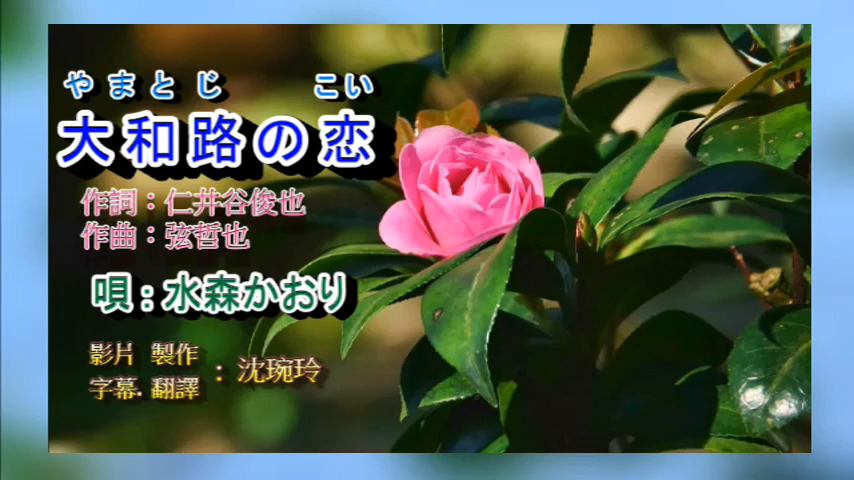 やまとじ こい
大和路の恋
作詞：仁井谷俊也
作曲：弦哲也
唄：水森かおり
影片 製作
字幕. 翻譯 ：沈琬玲